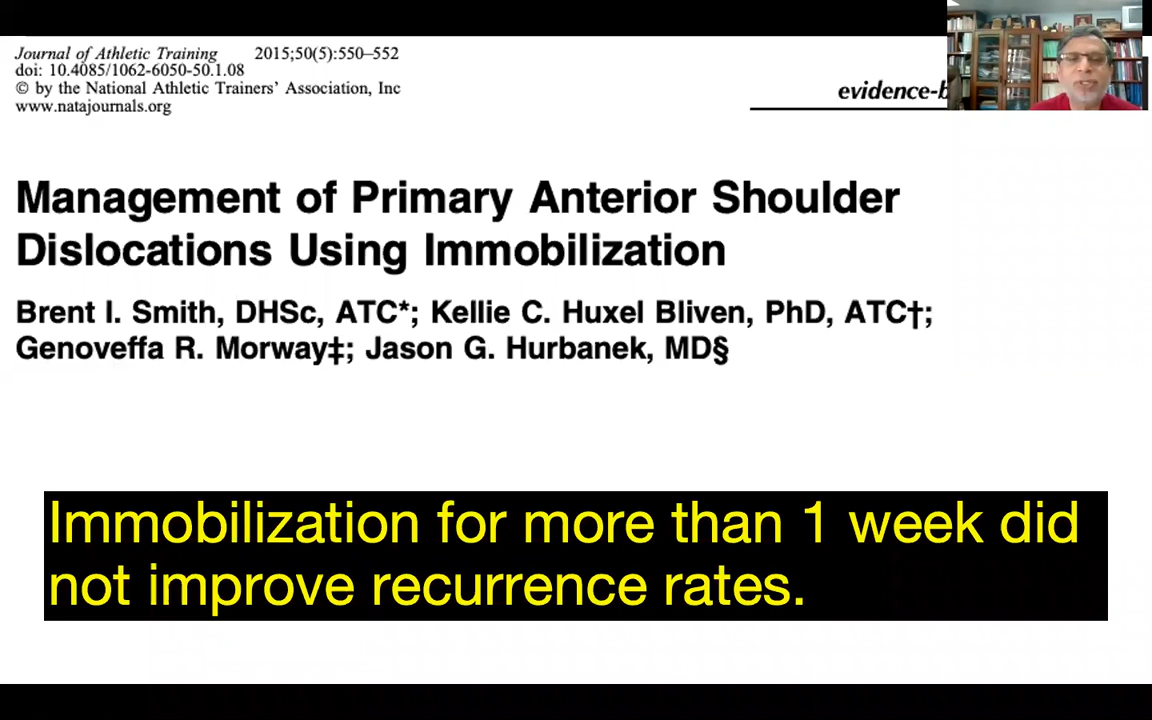 Journal of Athletic Training 2015;50(5):550–552
doi: 10.4085/1062-6050-50.1.08
© by the National Athletic Trainers' Association, Inc
www.natajournals.org
evidence-b
Management of Primary Anterior Shoulder
Dislocations Using Immobilization
Brent I. Smith, DHSc, ATC*; Kellie C. Huxel Bliven, PhD, ATC†;
Genoveffa R. Morway‡; Jason G. Hurbanek, MD§
Immobilization for more than 1 week did
not improve recurrence rates.